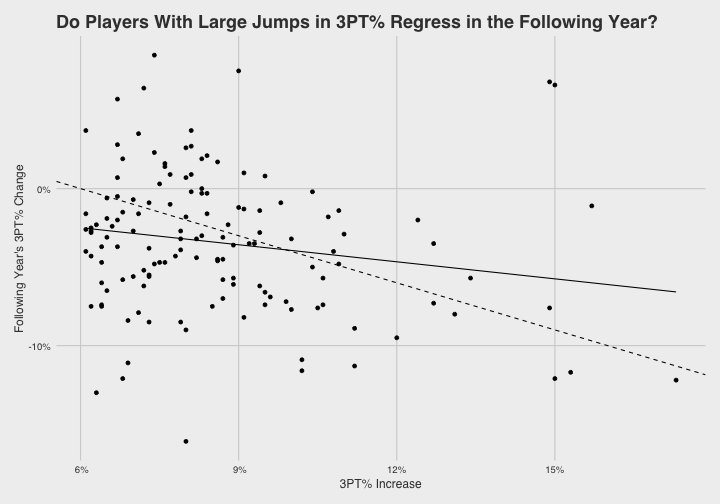 Do Players With Large Jumps in 3PT% Regress in the Following Year?
Following Year's 3PT% Change
0%
-10%
6%
9%
12%
15%
3PT% Increase